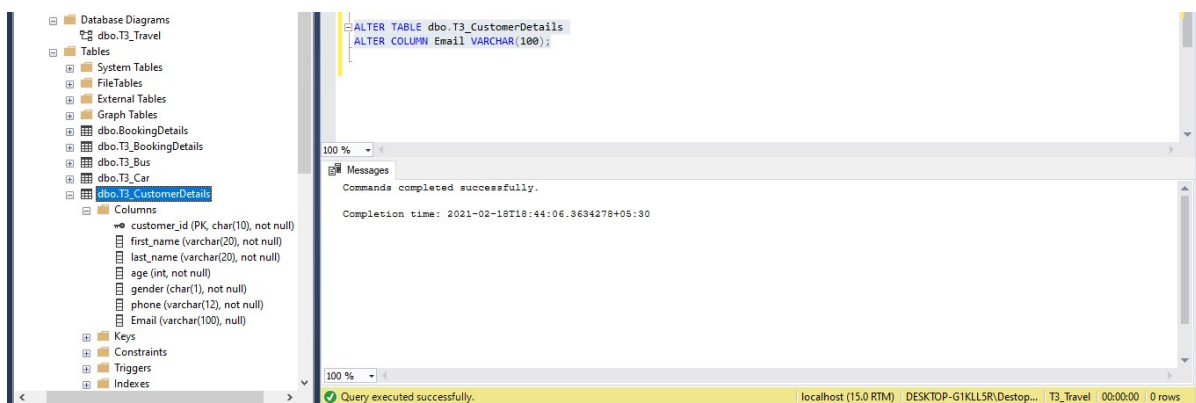 Database Diagrams
dbo.T3_Travel
Tables
System Tables
FileTables
External Tables
Graph Tables
dbo.BookingDetails
dbo.T3_BookingDetails
dbo.T3_Bus
dbo.T3_Car
dbo.T3_CustomerDetails
Columns
customer_id (PK, char(10), not null)
first_name (varchar(20), not null)
last_name (varchar(20), not null)
age (int, not null)
gender (char(1), not null)
phone (varchar(12), not null)
Email (varchar(100), null)
Keys
Constraints
Triggers
Indexes
ALTER TABLE dbo.T3_CustomerDetails
ALTER COLUMN Email VARCHAR(100);
100 %
Messages
Commands completed successfully.
Completion time: 2021-02-18T18:44:06.3634278+05:30
100 %
Query executed successfully. localhost (15.0 RTM) DESKTOP-G1KLL5R\Destop... T3_Travel 00:00:00 0 rows